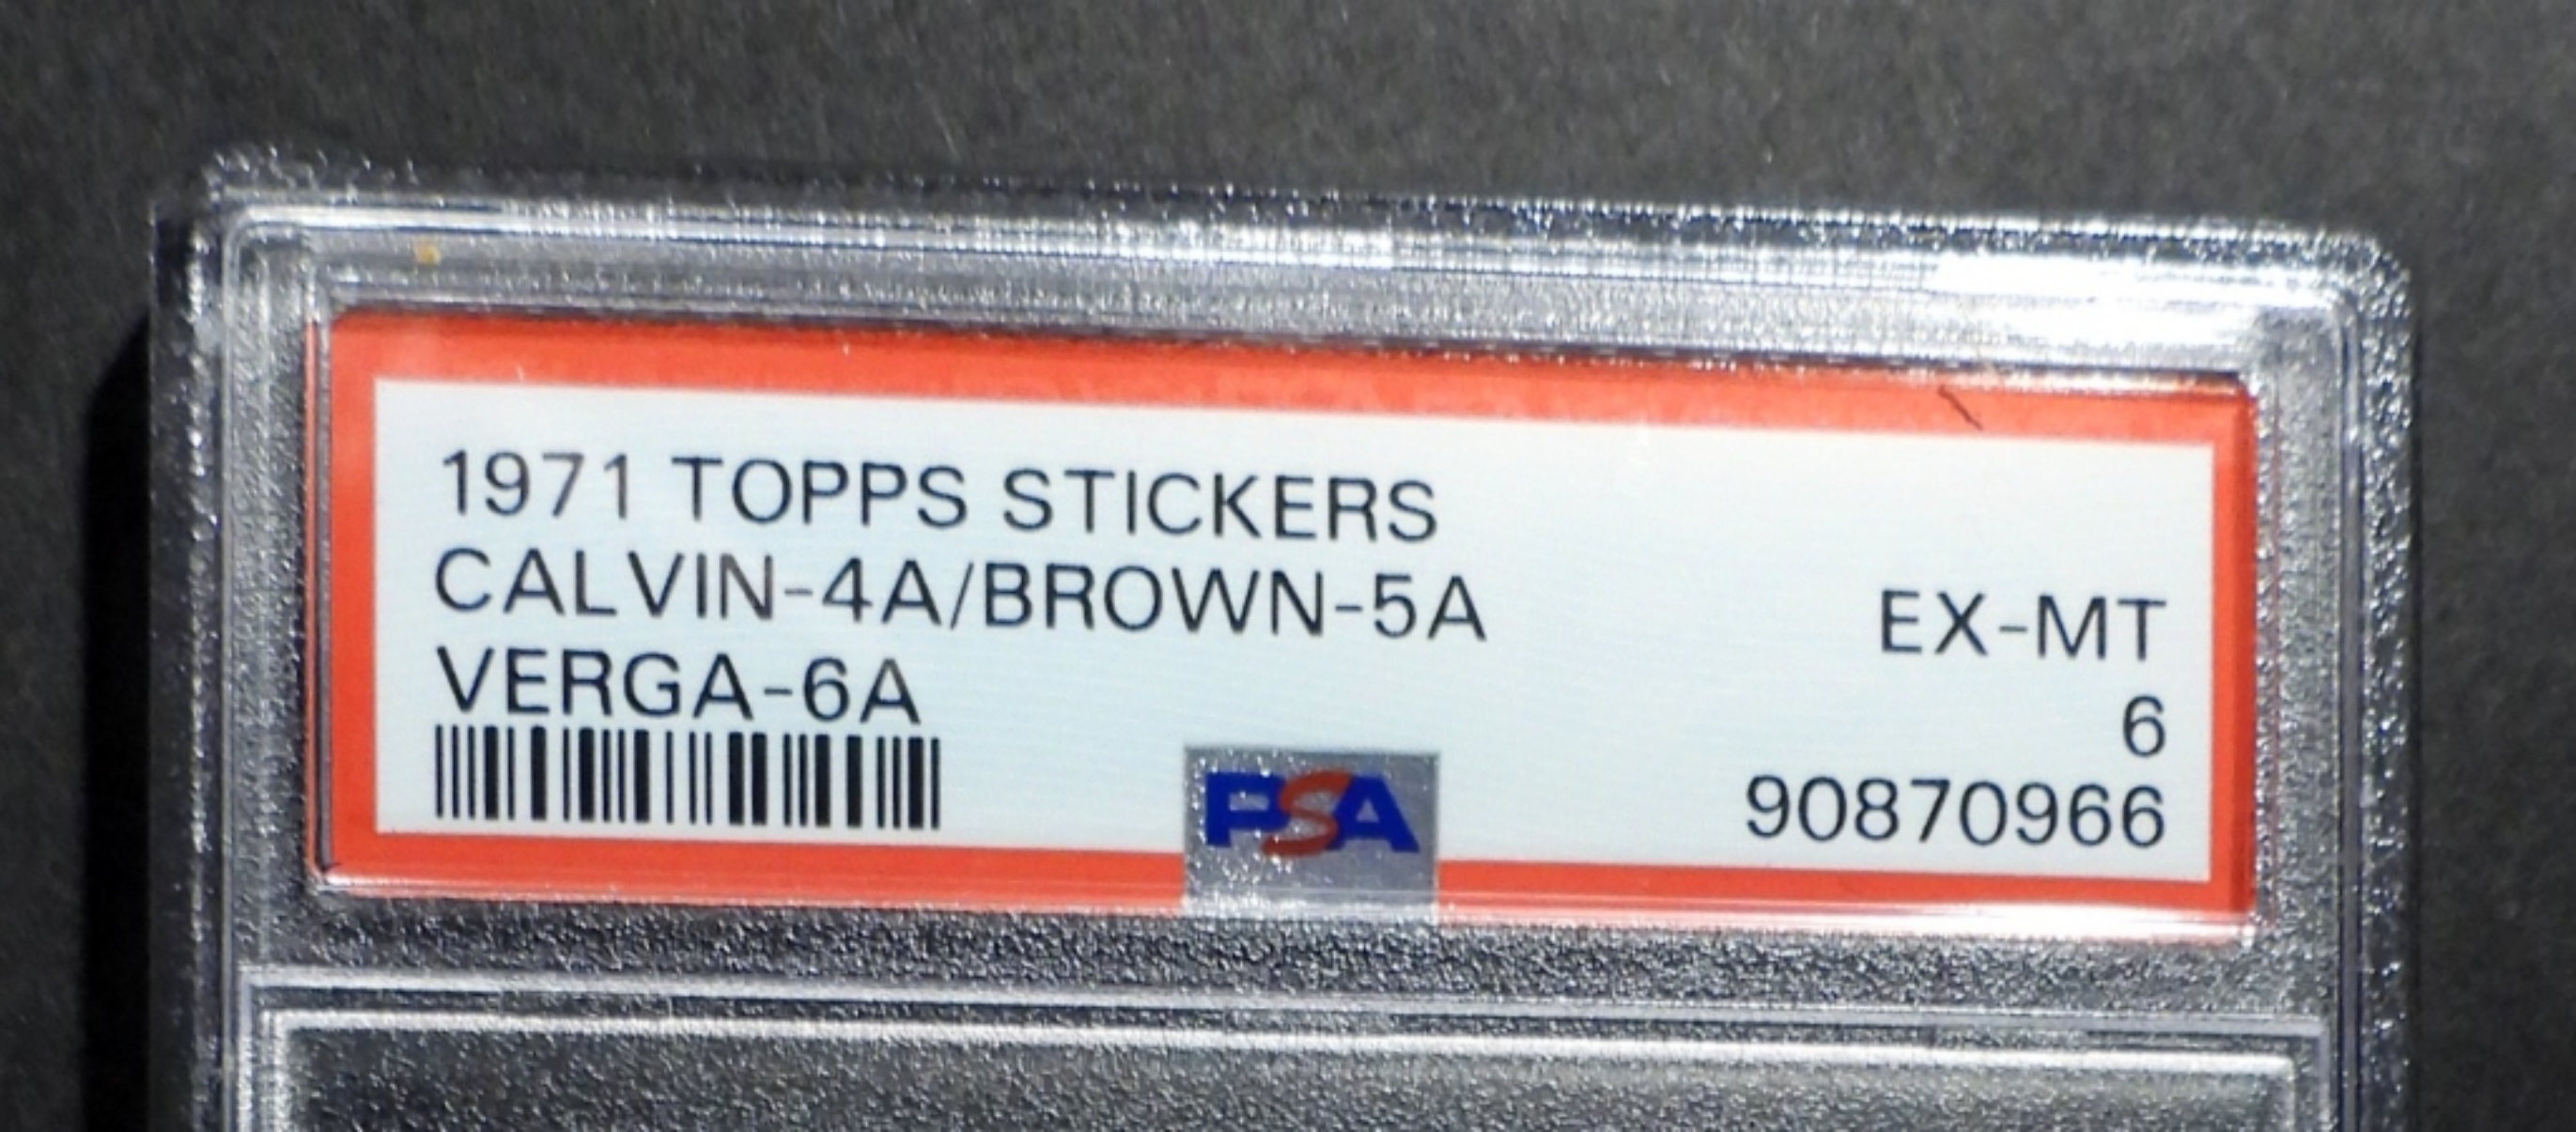 1971 TOPPS STICKERS
CALVIN-4A/BROWN-5A
EX-MT
VERGA-6A
6
PSA
90870966